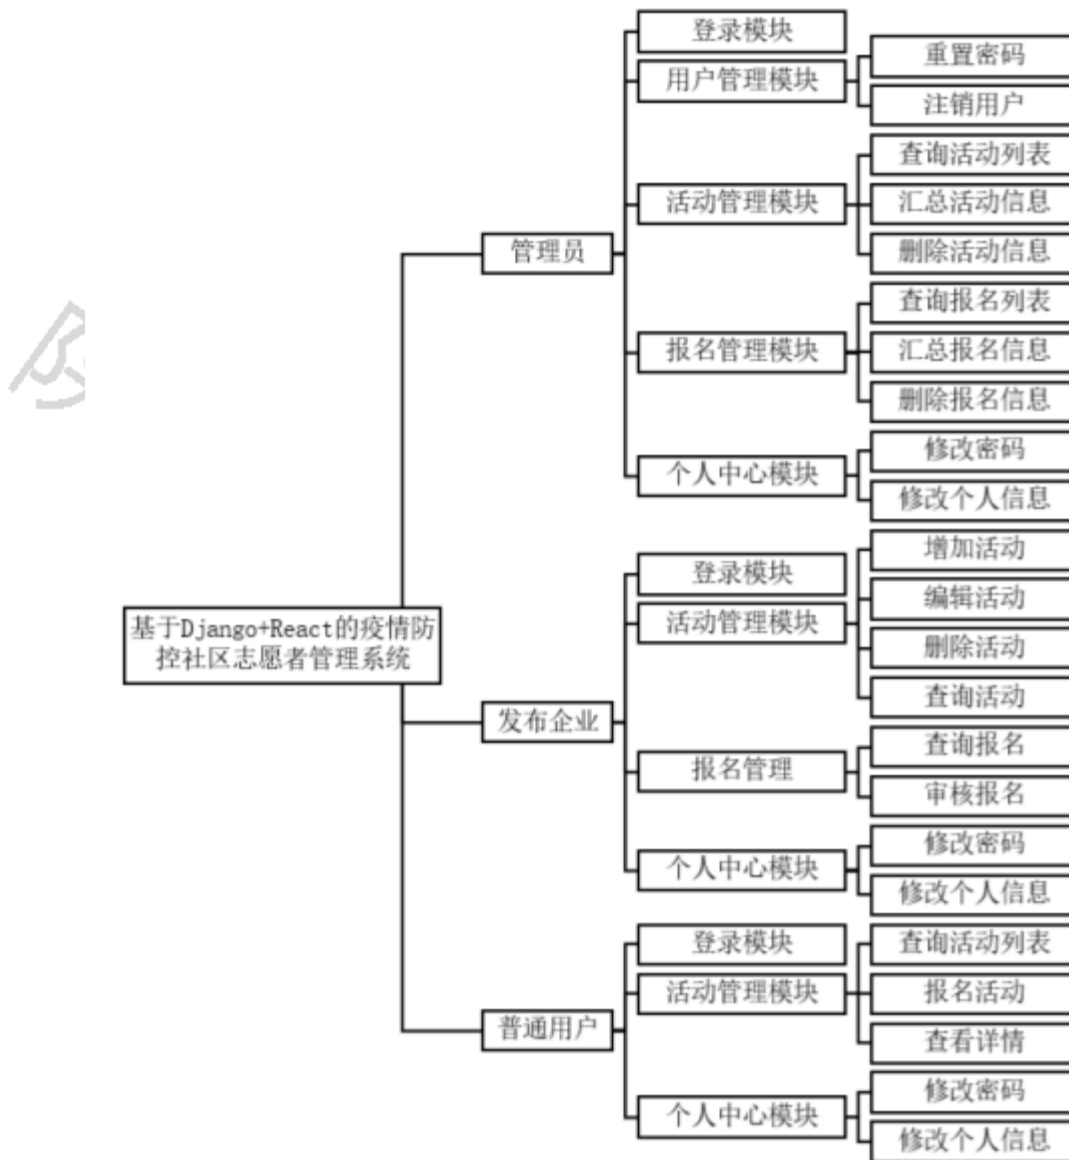 基于Django+React的疫情防
控社区志愿者管理系统
管理员
登录模块
用户管理模块
重置密码
注销用户
活动管理模块
查询活动列表
汇总活动信息
删除活动信息
报名管理模块
查询报名列表
汇总报名信息
删除报名信息
个人中心模块
修改密码
修改个人信息
发布企业
登录模块
活动管理模块
增加活动
编辑活动
删除活动
查询活动
报名管理
查询报名
审核报名
个人中心模块
修改密码
修改个人信息
普通用户
登录模块
活动管理模块
查询活动列表
报名活动
查看详情
个人中心模块
修改密码
修改个人信息